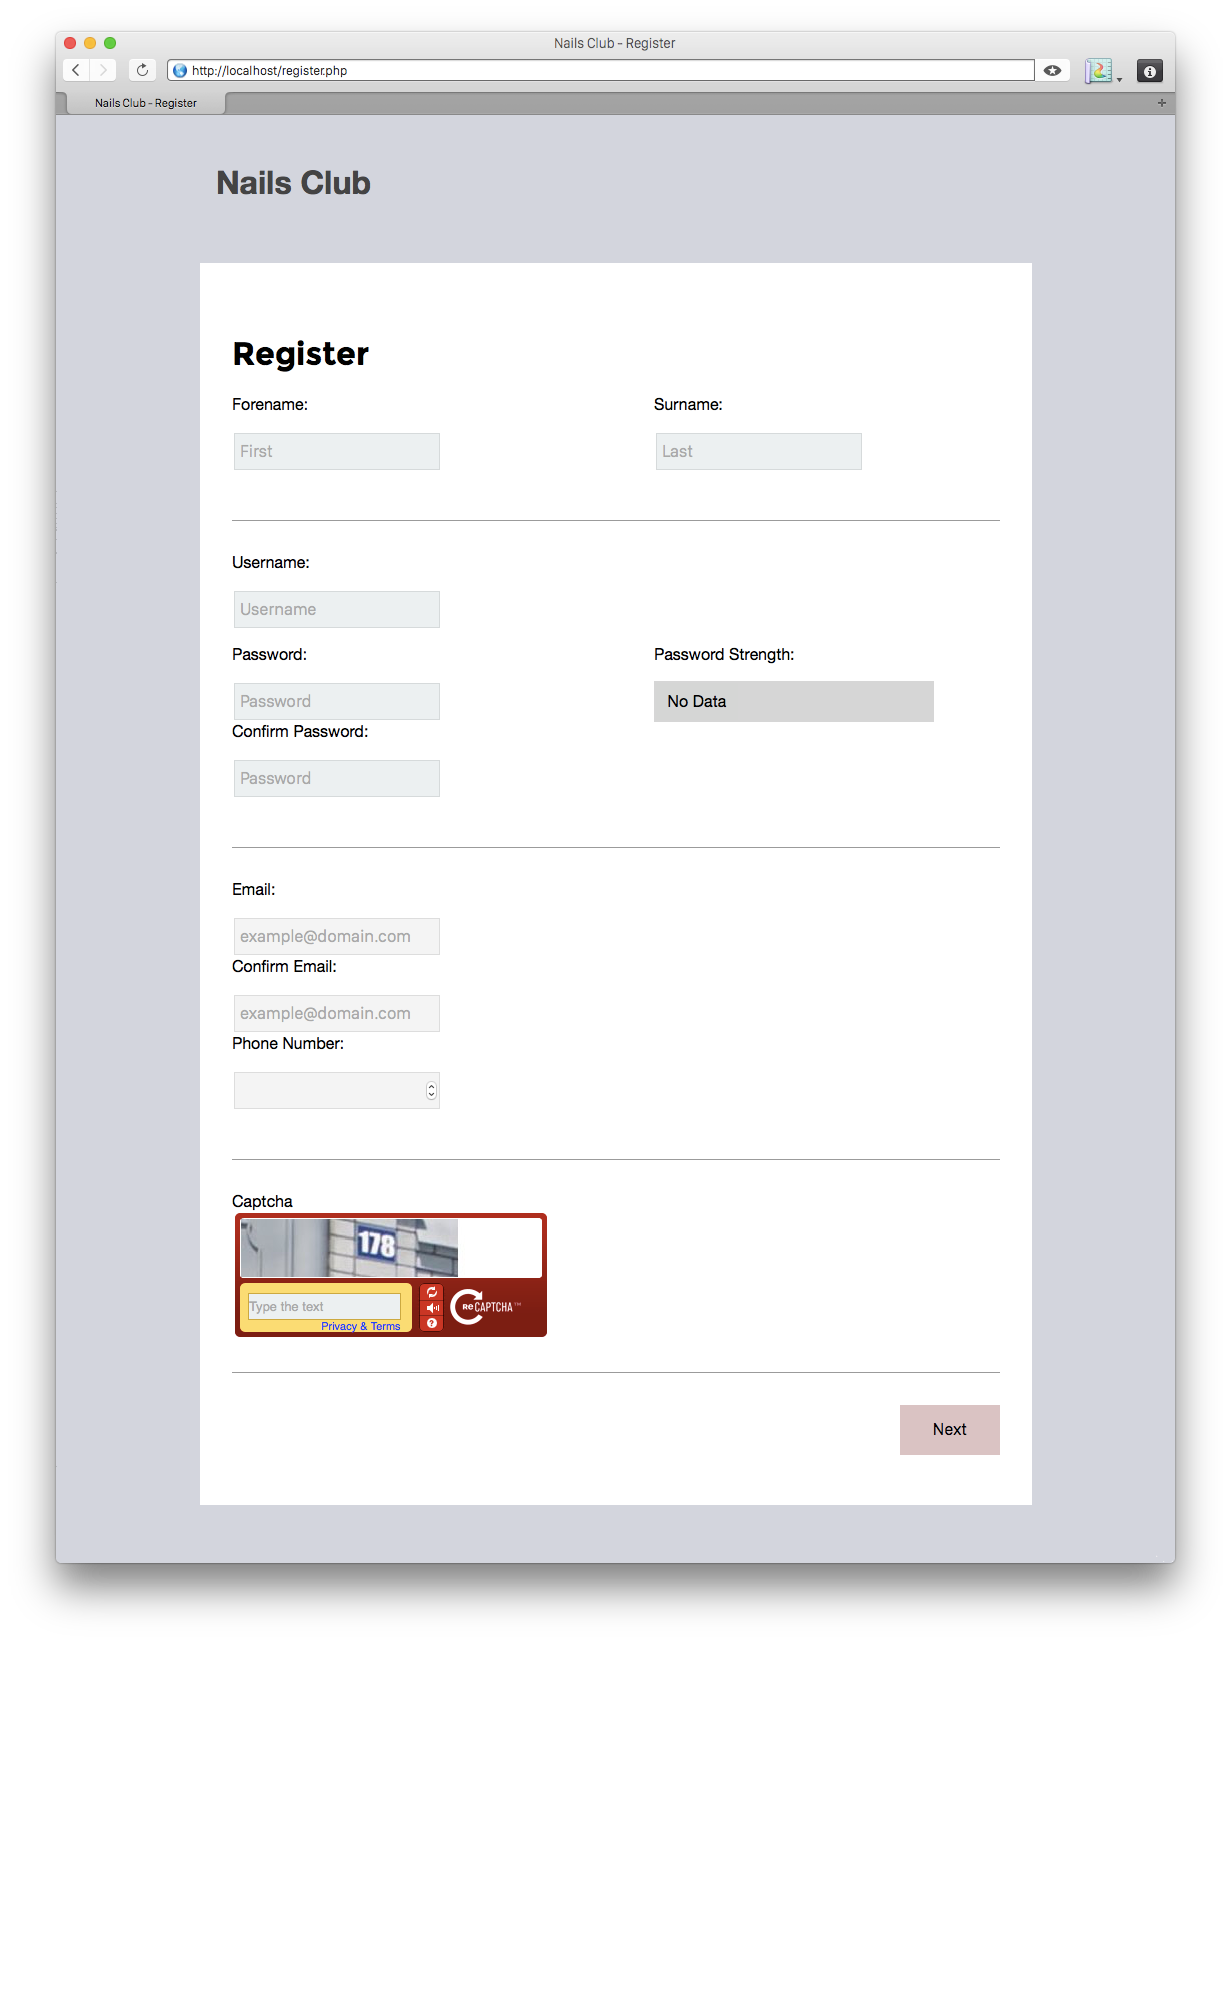 Nails Club - Register
http://localhost/register.php
Nails Club - Register
Nails Club
Register
Forename: Surname:
First Last
Username:
Username
Password: Password Strength:
Password No Data
Confirm Password:
Password
Email:
example@domain.com
Confirm Email:
example@domain.com
Phone Number:
Captcha
178
Type the text
Privacy & Terms
reCAPTCHA™
Next